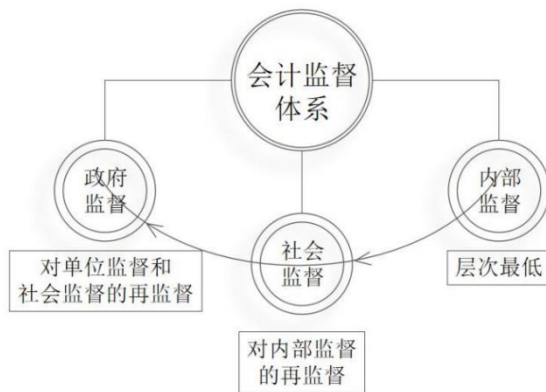 会计监督
体系
政府
监督
内部
监督
社会
监督
对单位监督和
社会监督的再监督
层次最低
对内部监督
的再监督